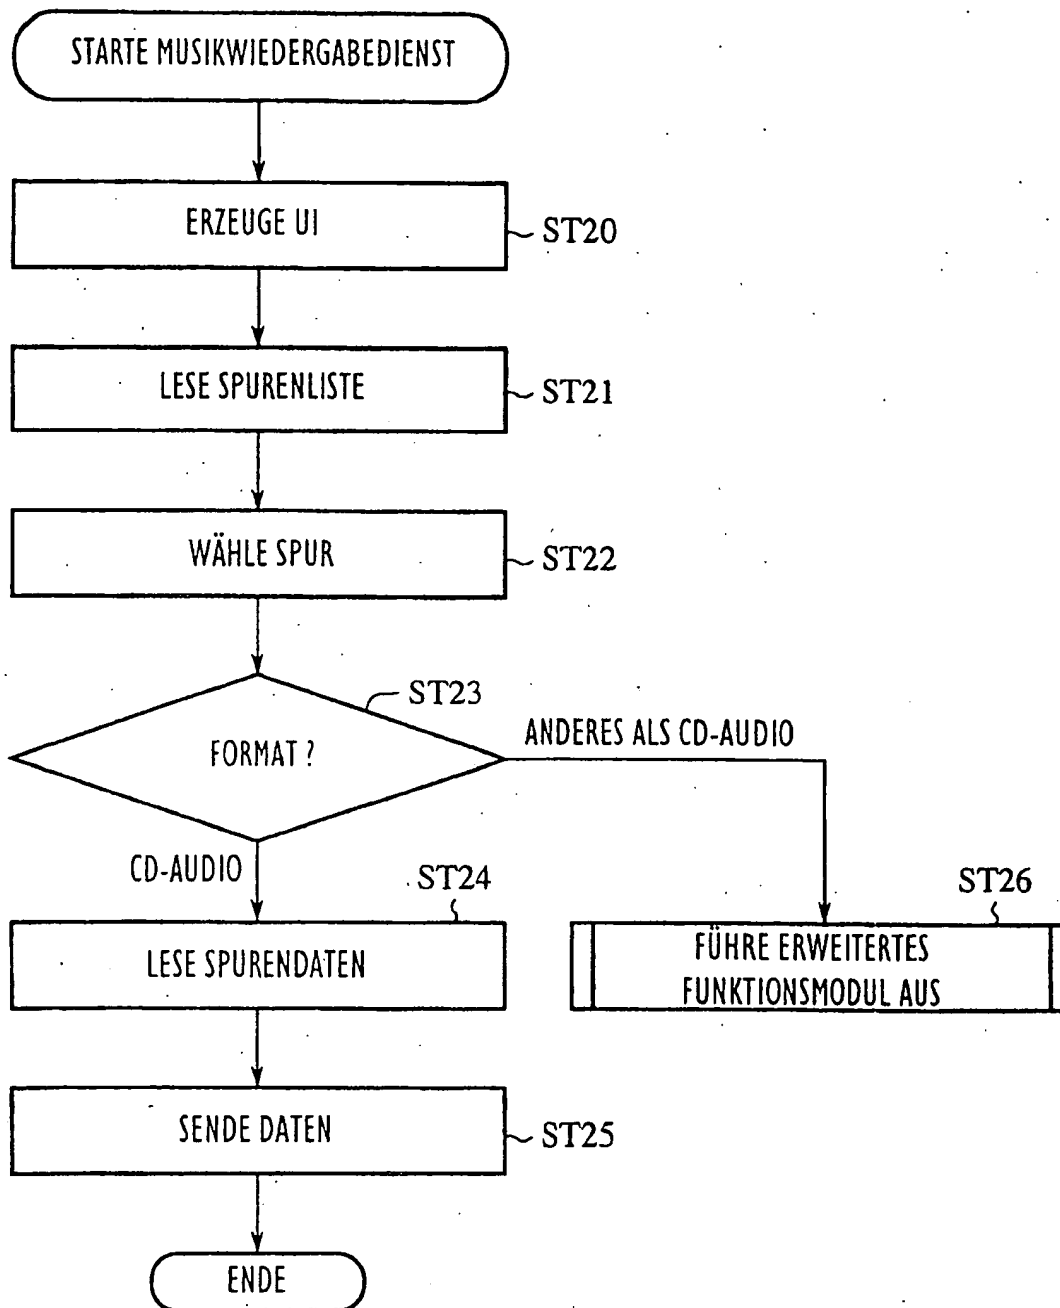 STARTE MUSIKWIEDERGABEDIENST
ERZEUGE UI
ST20
LESE SPURENLISTE
ST21
WÄHLE SPUR
ST22
ST23
FORMAT ?
ANDERES ALS CD-AUDIO
CD-AUDIO
ST24
LESE SPURENDATEN
ST26
FÜHRE ERWEITERTES
FUNKTIONSMODUL AUS
SENDE DATEN
ST25
ENDE